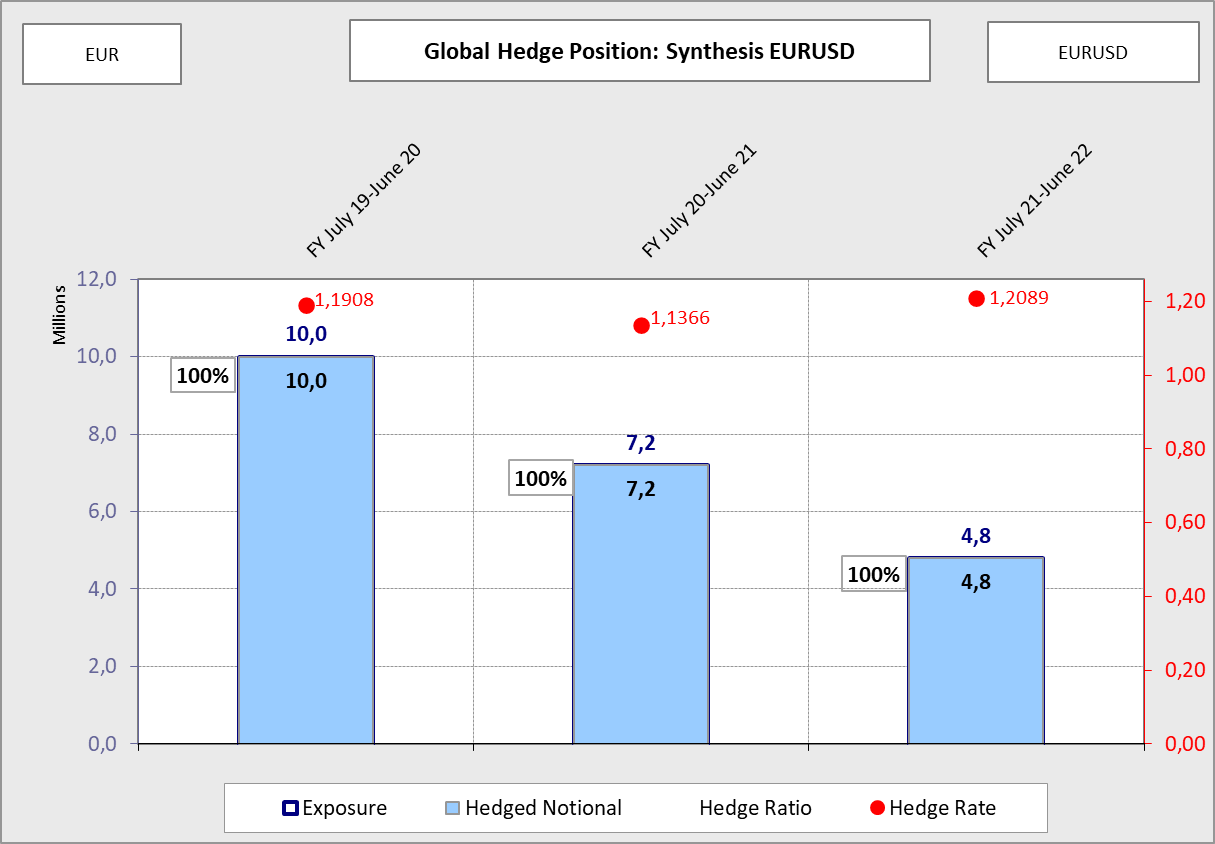 EUR
Global Hedge Position: Synthesis EURUSD
EURUSD
FY July 19-June 20
FY July 20-June 21
FY July 21-June 22
Millions
12,0
10,0
8,0
6,0
4,0
2,0
0,0
1,1908
10,0
100%
10,0
1,1366
7,2
100%
7,2
1,2089
4,8
100%
4,8
1,20
1,00
0,80
0,60
0,40
0,20
0,00
Exposure
Hedged Notional
Hedge Ratio
Hedge Rate